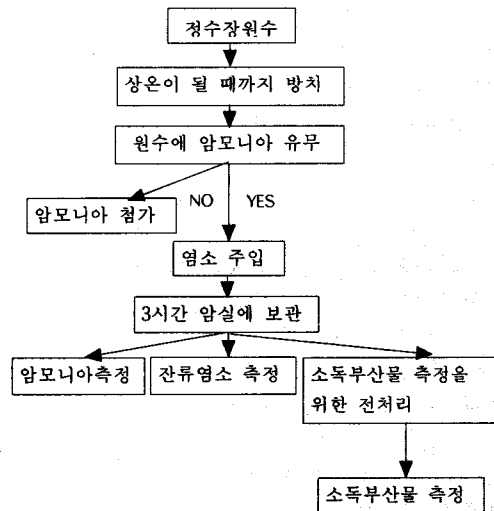 정수장원수
상온이 될 때까지 방치
원수에 암모니아 유무
NO YES
암모니아 첨가
염소 주입
3시간 암실에 보관
암모니아측정
잔류염소 측정
소독부산물 측정을
위한 전처리
소독부산물 측정